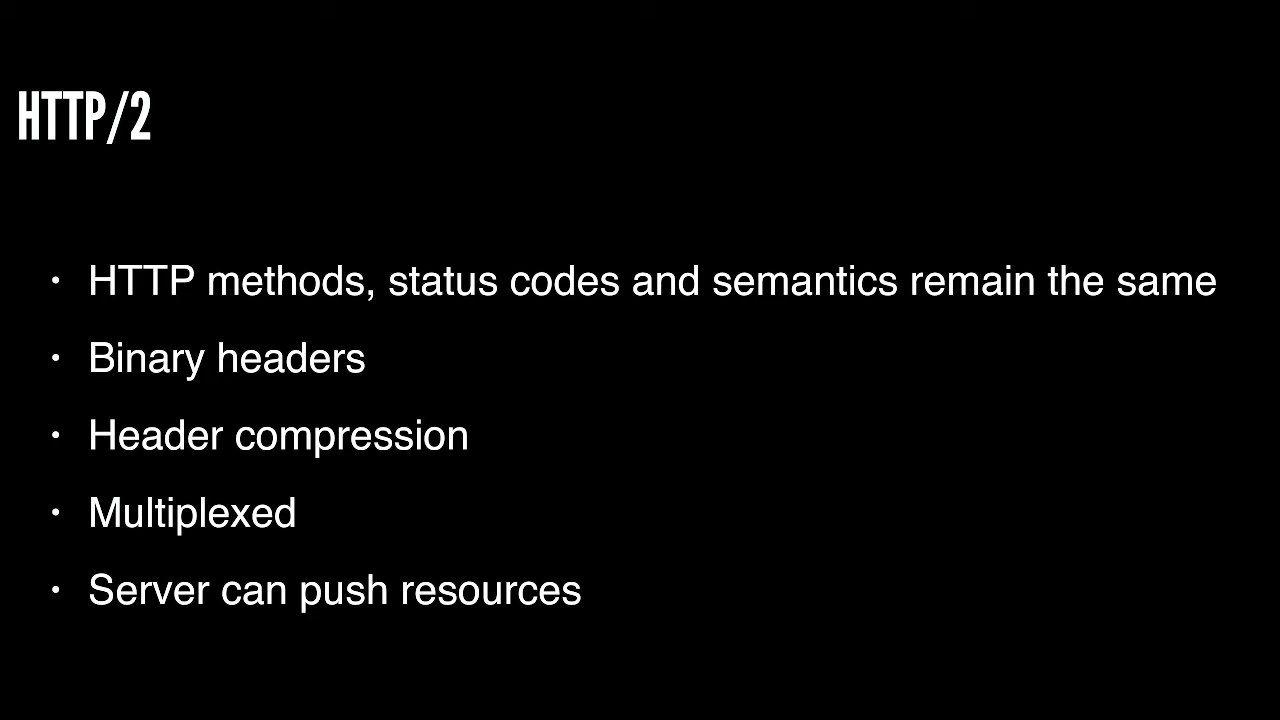 HTTP/2
• HTTP methods, status codes and semantics remain the same
• Binary headers
• Header compression
• Multiplexed
• Server can push resources